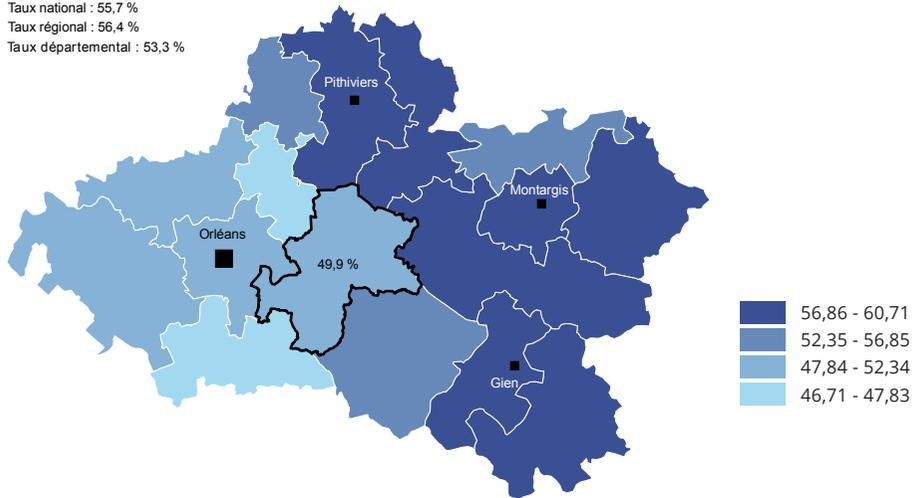 Taux national : 55,7 %
Taux régional : 56,4 %
Taux départemental : 53,3 %
Pithiviers
Montargis
Orléans
49,9 %
56,86 - 60,71
52,35 - 56,85
47,84 - 52,34
46,71 - 47,83
Gien